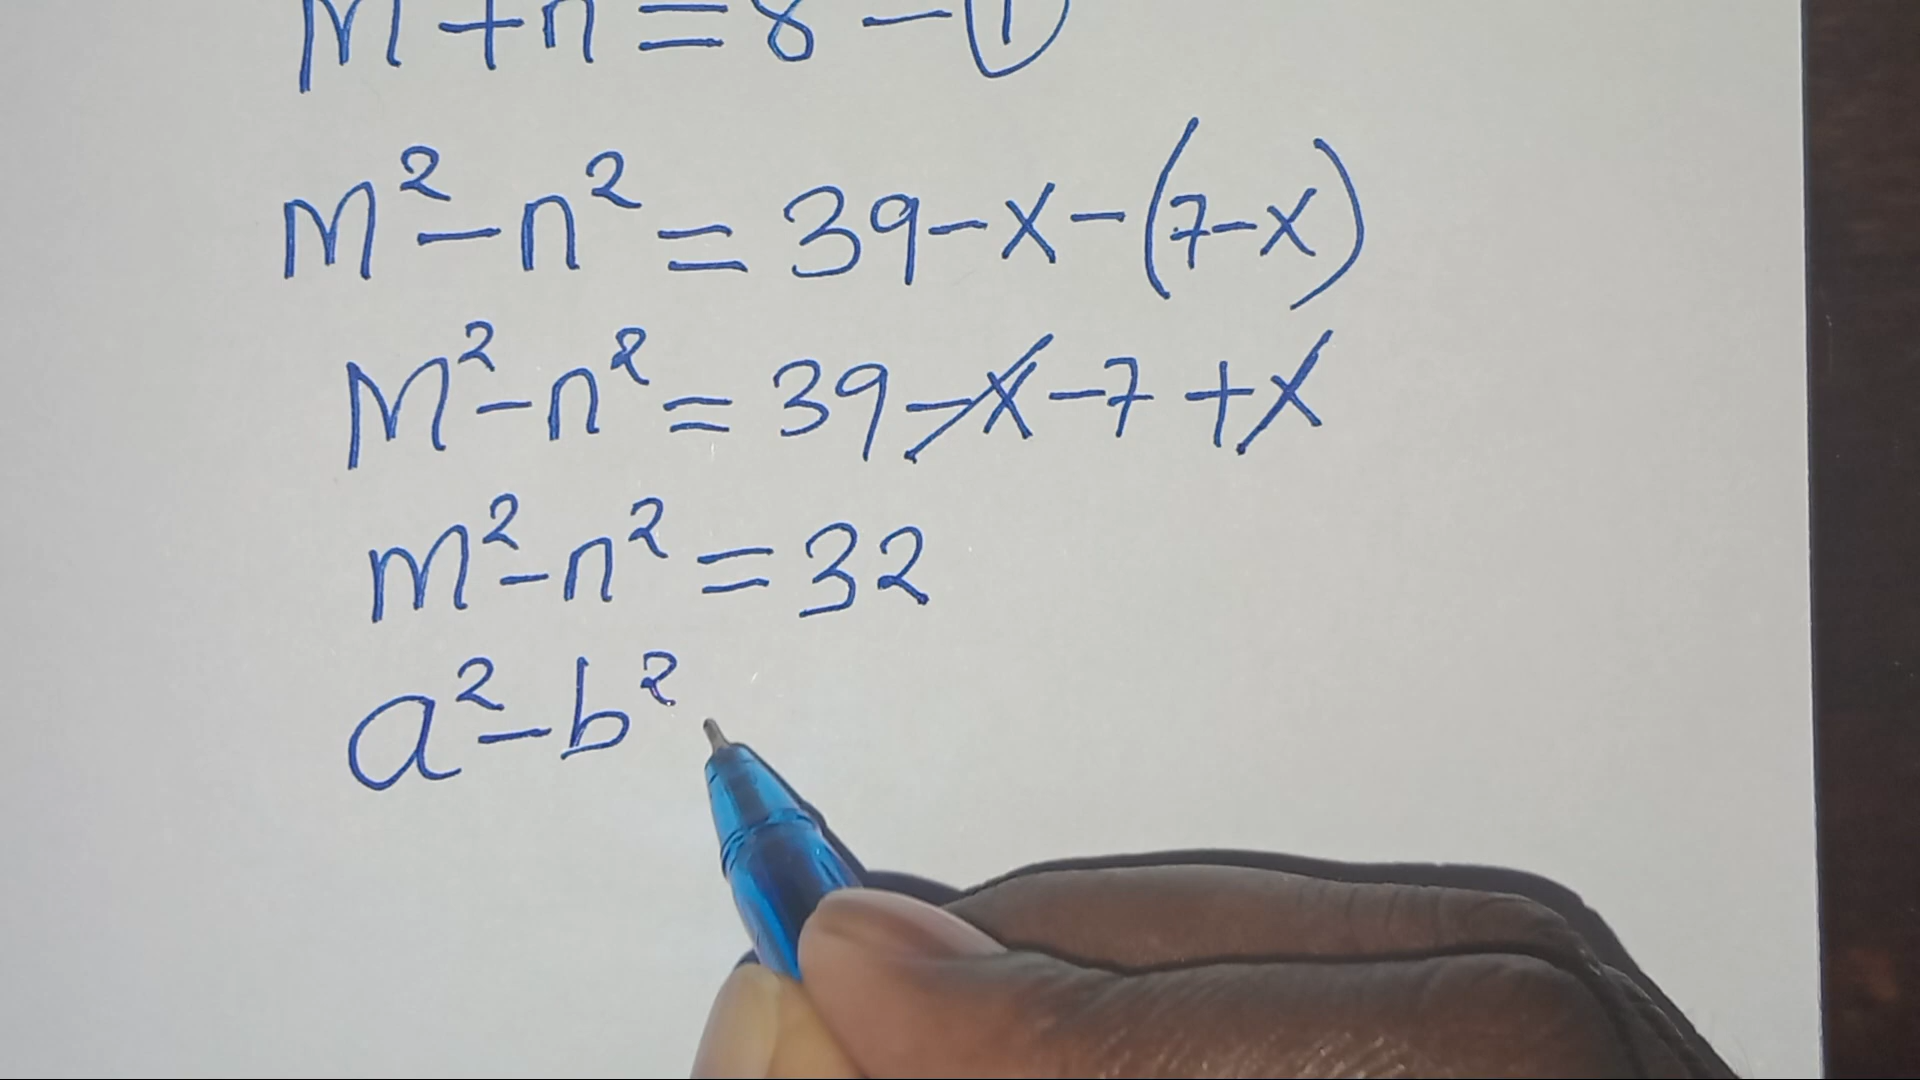 m + n = 8 — ①
m² - n² = 39 - x - (7 - x)
m² - n² = 39 - x - 7 + x
m² - n² = 32
a² - b²